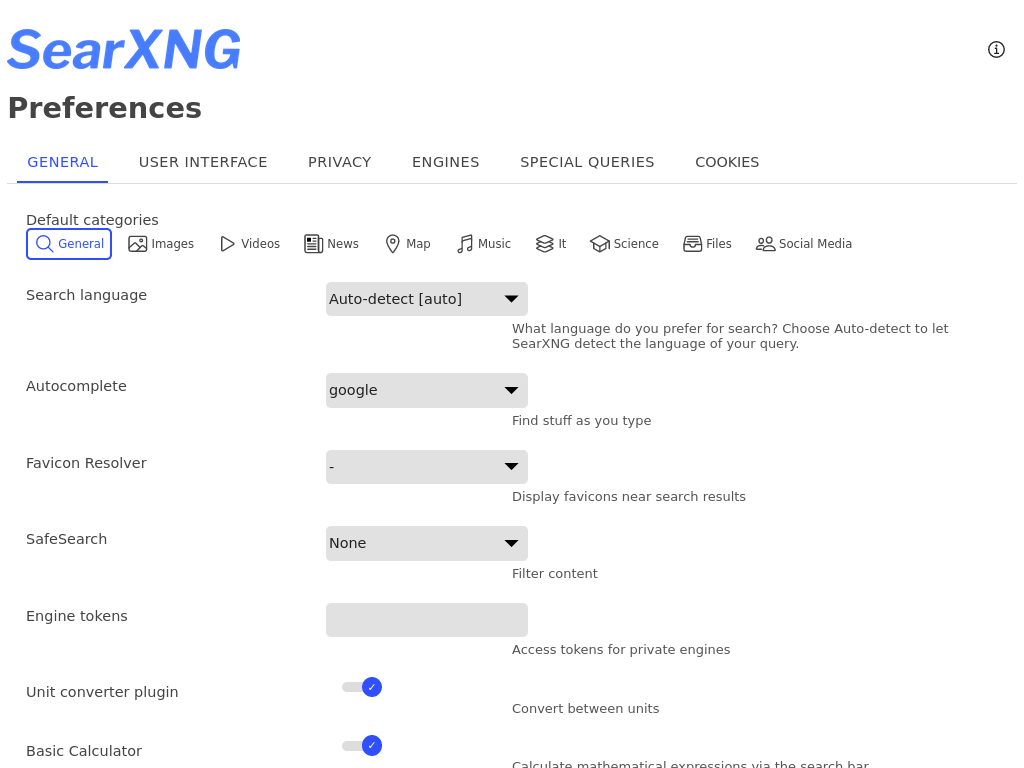 SearXNG
Preferences
GENERAL USER INTERFACE PRIVACY ENGINES SPECIAL QUERIES COOKIES
Default categories
General Images Videos News Map Music It Science Files Social Media
Search language Auto-detect [auto]
What language do you prefer for search? Choose Auto-detect to let
SearXNG detect the language of your query.
Autocomplete google
Find stuff as you type
Favicon Resolver -
Display favicons near search results
SafeSearch None
Filter content
Engine tokens
Access tokens for private engines
Unit converter plugin
Convert between units
Basic Calculator
Calculate mathematical expressions via the search bar